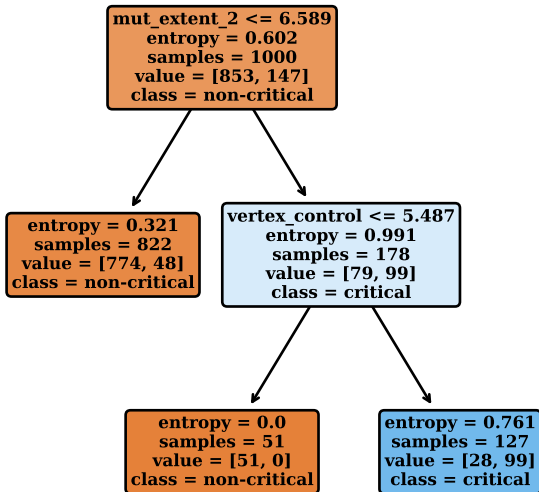 mut_extent_2 <= 6.589
entropy = 0.602
samples = 1000
value = [853, 147]
class = non-critical
entropy = 0.321
samples = 822
value = [774, 48]
class = non-critical
vertex_control <= 5.487
entropy = 0.991
samples = 178
value = [79, 99]
class = critical
entropy = 0.0
samples = 51
value = [51, 0]
class = non-critical
entropy = 0.761
samples = 127
value = [28, 99]
class = critical